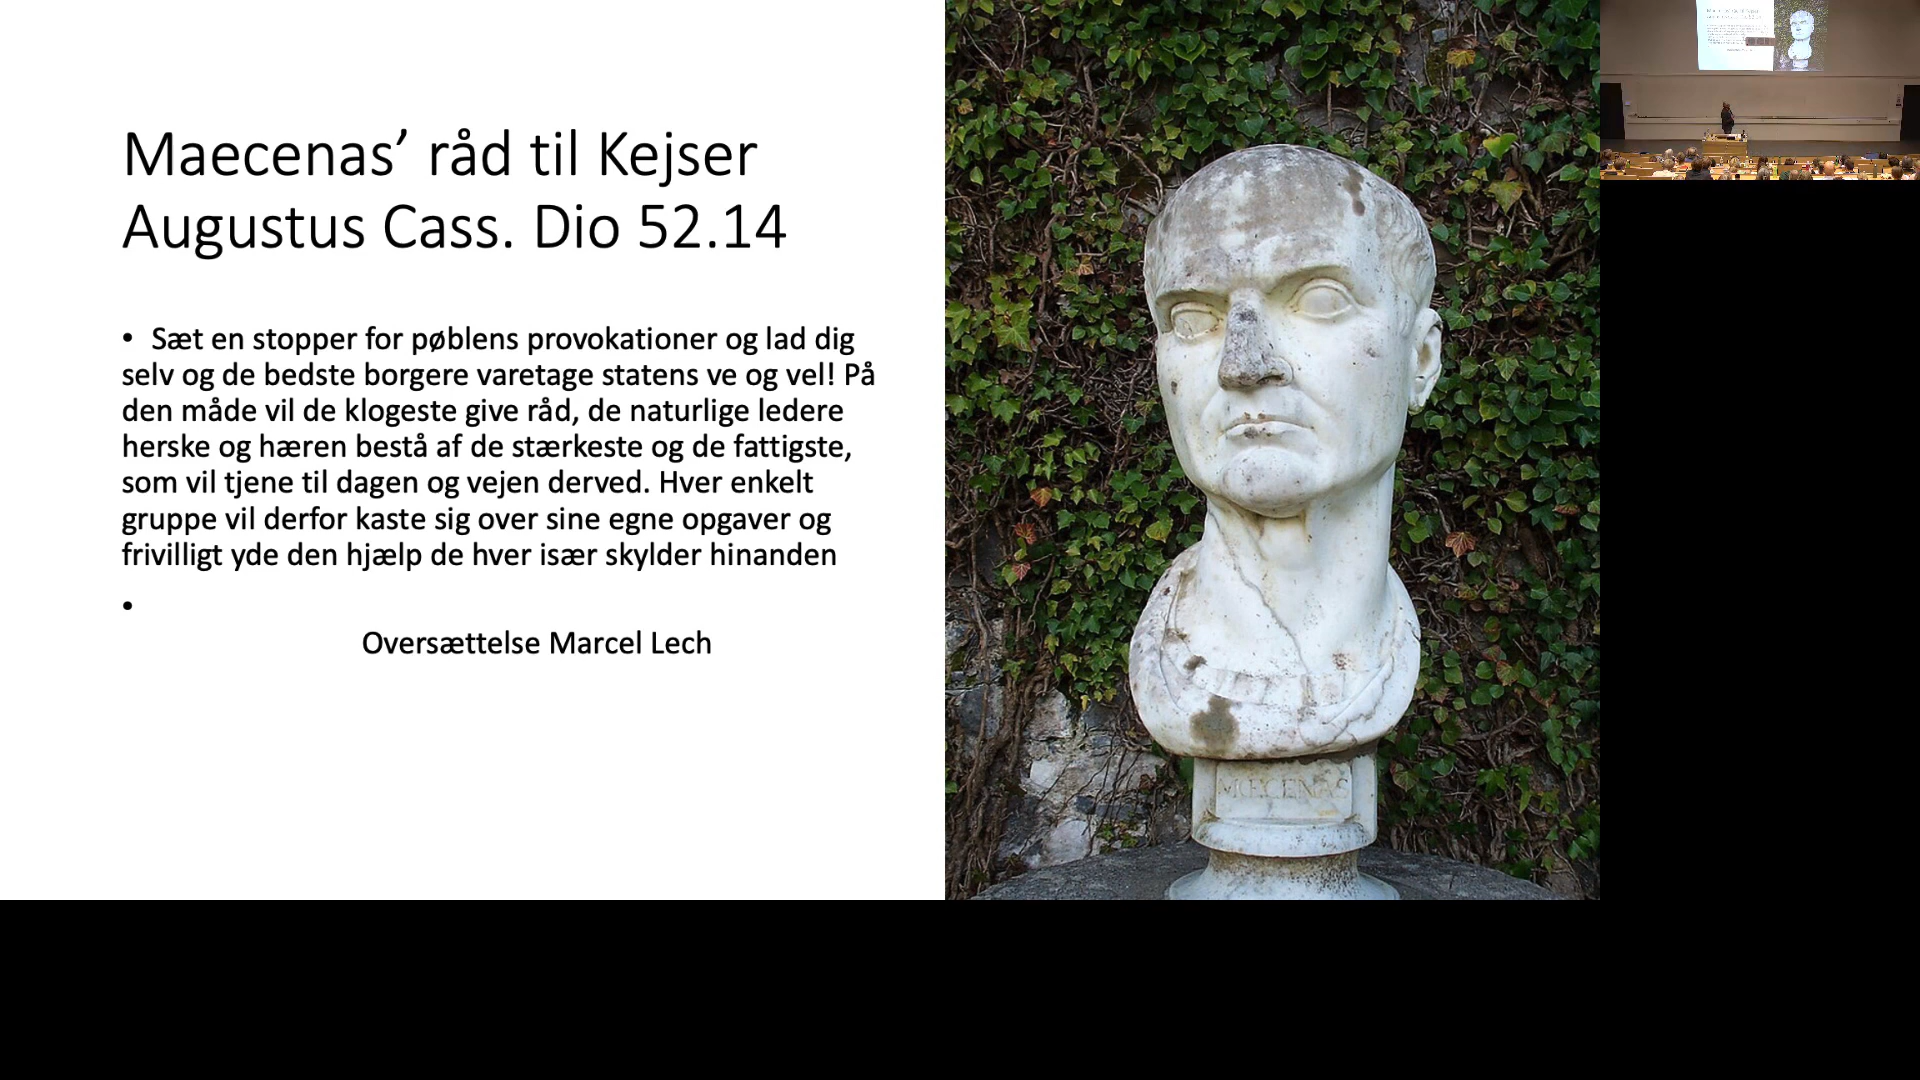 Maecenas’ råd til Kejser
Augustus Cass. Dio 52.14
• Sæt en stopper for pøblens provokationer og lad dig
selv og de bedste borgere varetage statens ve og vel! På
den måde vil de klogeste give råd, de naturlige ledere
herske og hæren bestå af de stærkeste og de fattigste,
som vil tjene til dagen og vejen derved. Hver enkelt
gruppe vil derfor kaste sig over sine egne opgaver og
frivilligt yde den hjælp de hver især skylder hinanden
•
Oversættelse Marcel Lech
MŒCENAS